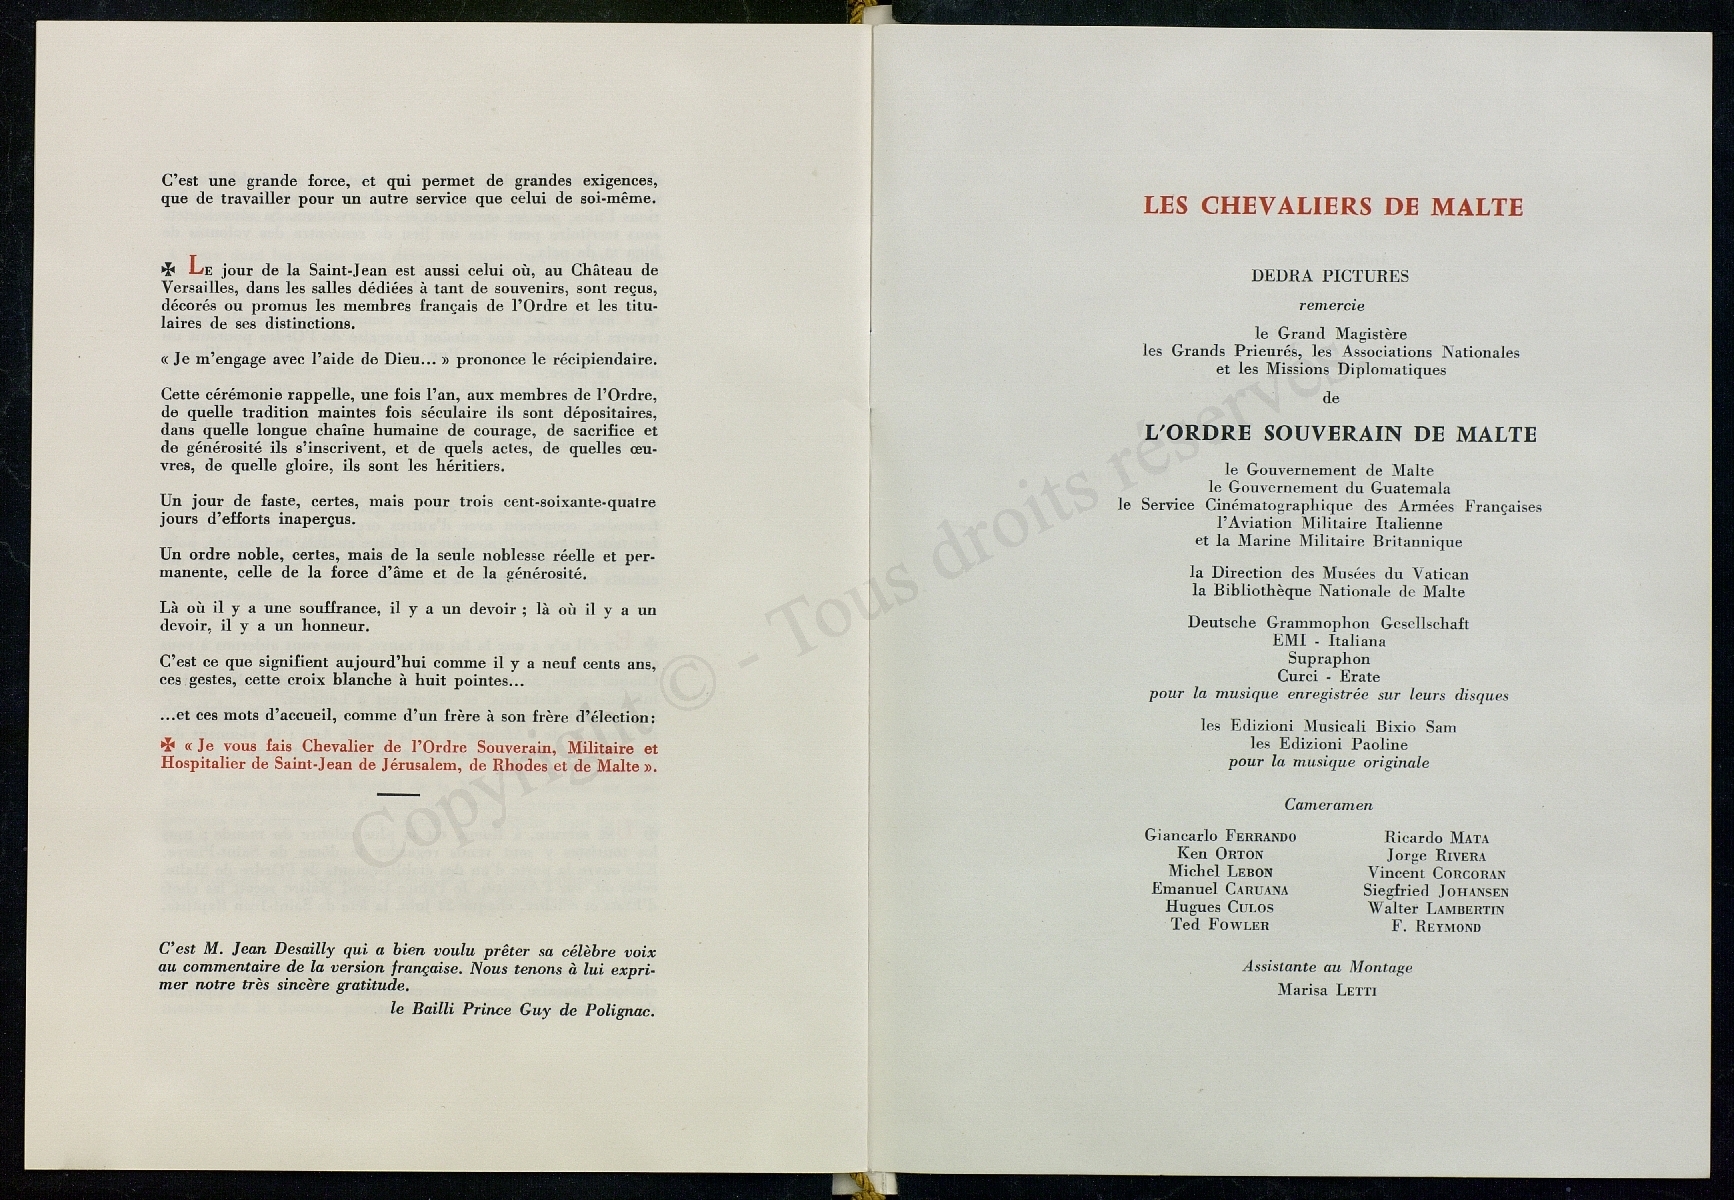 C'est une grande force, et qui permet de grandes exigences,
que de travailler pour un autre service que celui de soi-même.
✠ LE jour de la Saint-Jean est aussi celui où, au Château de
Versailles, dans les salles dédiées à tant de souvenirs, sont reçus,
décorés ou promus les membres français de l'Ordre et les titu-
laires de ses distinctions.
« Je m'engage avec l'aide de Dieu... » prononce le récipiendaire.
Cette cérémonie rappelle, une fois l'an, aux membres de l'Ordre,
de quelle tradition maintes fois séculaire ils sont dépositaires,
dans quelle longue chaîne humaine de courage, de sacrifice et
de générosité ils s'inscrivent, et de quels actes, de quelles œu-
vres, de quelle gloire, ils sont les héritiers.
Un jour de faste, certes, mais pour trois cent-soixante-quatre
jours d'efforts inaperçus.
Un ordre noble, certes, mais de la seule noblesse réelle et per-
manente, celle de la force d'âme et de la générosité.
Là où il y a une souffrance, il y a un devoir ; là où il y a un
devoir, il y a un honneur.
C'est ce que signifient aujourd'hui comme il y a neuf cents ans,
ces gestes, cette croix blanche à huit pointes...
...et ces mots d'accueil, comme d'un frère à son frère d'élection:
✠ « Je vous fais Chevalier de l'Ordre Souverain, Militaire et
Hospitalier de Saint-Jean de Jérusalem, de Rhodes et de Malte ».
C'est M. Jean Desailly qui a bien voulu prêter sa célèbre voix
au commentaire de la version française. Nous tenons à lui expri-
mer notre très sincère gratitude.
le Bailli Prince Guy de Polignac.
LES CHEVALIERS DE MALTE
DEDRA PICTURES
remercie
le Grand Magistère
les Grands Prieurés, les Associations Nationales
et les Missions Diplomatiques
de
L'ORDRE SOUVERAIN DE MALTE
le Gouvernement de Malte
le Gouvernement du Guatemala
le Service Cinématographique des Armées Françaises
l'Aviation Militaire Italienne
et la Marine Militaire Britannique
la Direction des Musées du Vatican
la Bibliothèque Nationale de Malte
Deutsche Grammophon Gesellschaft
EMI - Italiana
Supraphon
Curci - Erate
pour la musique enregistrée sur leurs disques
les Edizioni Musicali Bixio Sam
les Edizioni Paoline
pour la musique originale
Cameramen
Giancarlo FERRANDO
Ken ORTON
Michel LEBON
Emanuel CARUANA
Hugues CULOS
Ted FOWLER
Ricardo MATA
Jorge RIVERA
Vincent CORCORAN
Siegfried JOHANSEN
Walter LAMBERTIN
F. REYMOND
Assistante au Montage
Marisa LETTI
Copyright © - Tous droits réservés